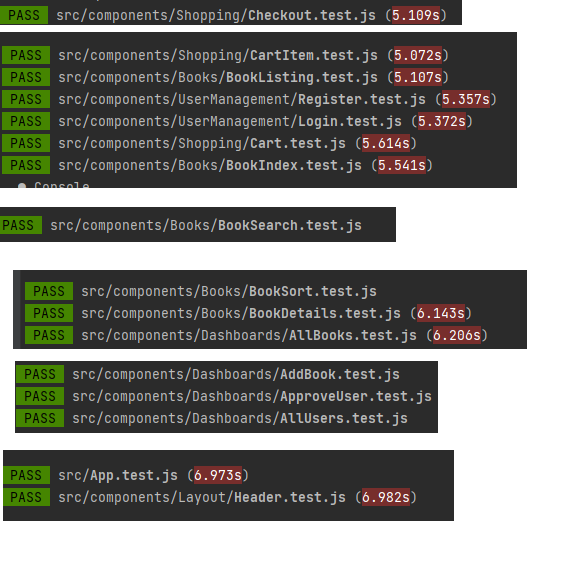 PASS src/components/Shopping/Checkout.test.js (5.109s)
PASS src/components/Shopping/CartItem.test.js (5.072s)
PASS src/components/Books/BookListing.test.js (5.107s)
PASS src/components/UserManagement/Register.test.js (5.357s)
PASS src/components/UserManagement/Login.test.js (5.372s)
PASS src/components/Shopping/Cart.test.js (5.614s)
PASS src/components/Books/BookIndex.test.js (5.541s)
● Console
PASS src/components/Books/BookSearch.test.js
PASS src/components/Books/BookSort.test.js
PASS src/components/Books/BookDetails.test.js (6.143s)
PASS src/components/Dashboards/AllBooks.test.js (6.206s)
PASS src/components/Dashboards/AddBook.test.js
PASS src/components/Dashboards/ApproveUser.test.js
PASS src/components/Dashboards/AllUsers.test.js
PASS src/App.test.js (6.973s)
PASS src/components/Layout/Header.test.js (6.982s)